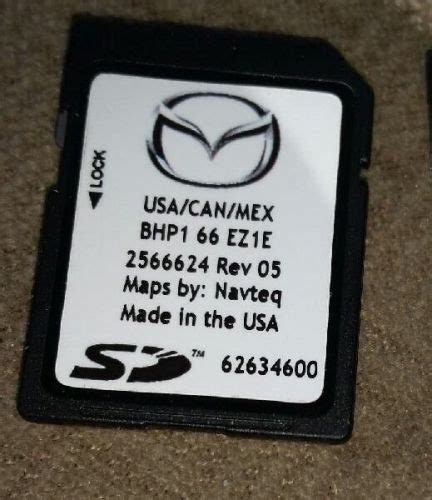 LOCK
USA/CAN/MEX
BHP1 66 EZ1E
2566624 Rev 05
Maps by: Navteq
Made in the USA
SD™ 62634600